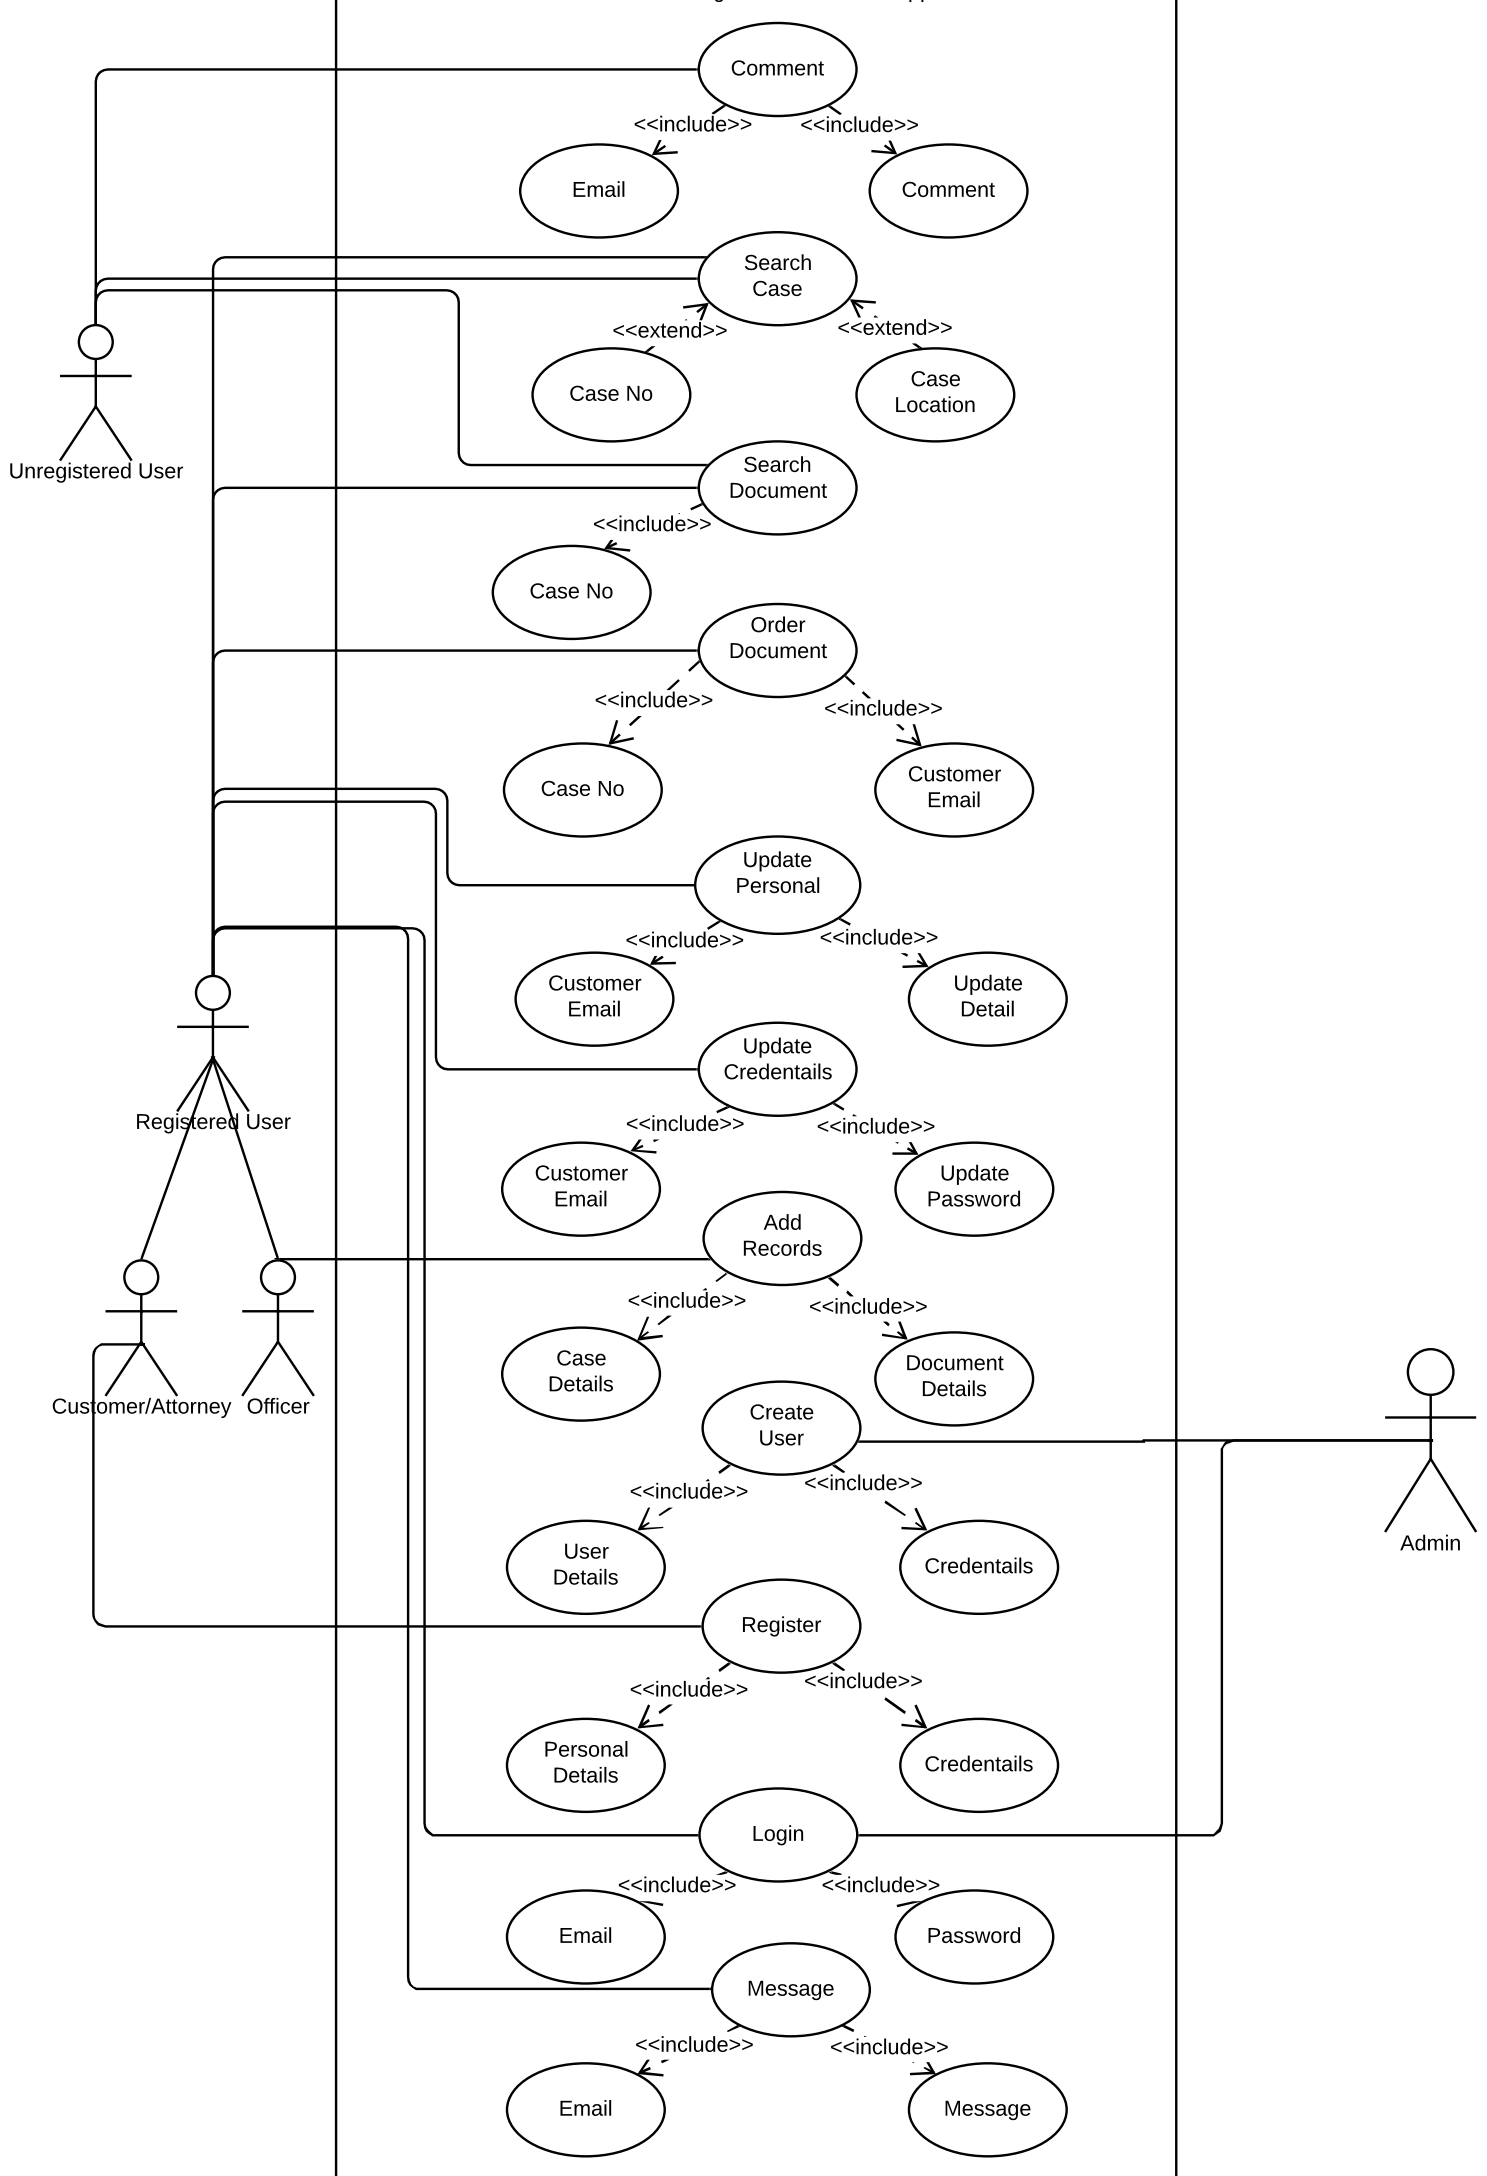 Comment
<<include>>
<<include>>
Email
Comment
Search
Case
<<extend>>
<<extend>>
Case No
Case
Location
Unregistered User
Search
Document
<<include>>
Case No
Order
Document
<<include>>
<<include>>
Case No
Customer
Email
Update
Personal
<<include>>
<<include>>
Customer
Email
Update
Detail
Update
Credentails
Registered User
<<include>>
<<include>>
Customer
Email
Update
Password
Add
Records
<<include>>
<<include>>
Case
Details
Document
Details
Customer/Attorney
Officer
Create
User
<<include>>
<<include>>
Admin
User
Details
Credentails
Register
<<include>>
<<include>>
Personal
Details
Credentails
Login
<<include>>
<<include>>
Email
Password
Message
<<include>>
<<include>>
Email
Message